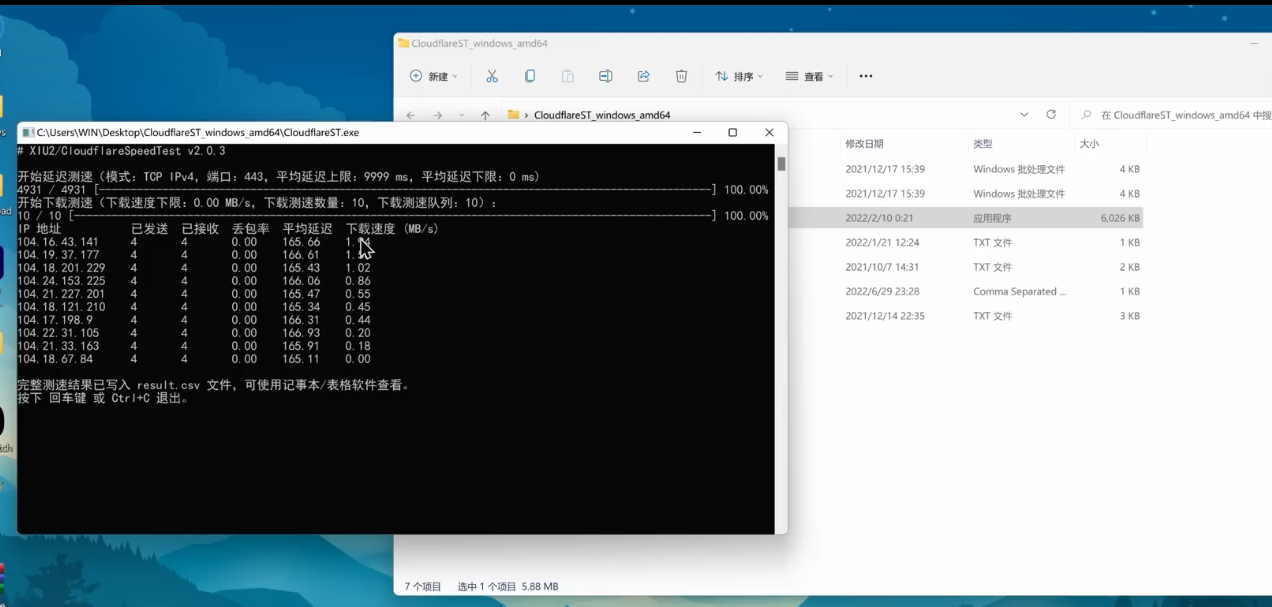 CloudflareST_windows_amd64
新建
排序
查看
CloudflareST_windows_amd64
在 CloudflareST_windows_amd64 中搜
C:\Users\WIN\Desktop\CloudflareST_windows_amd64\CloudflareST.exe
# XIU2/CloudflareSpeedTest v2.0.3
开始延迟测速（模式: TCP IPv4, 端口: 443, 平均延迟上限: 9999 ms, 平均延迟下限: 0 ms)
4931 / 4931 [-----------------------------------------------------------------] 100.00%
开始下载测速（下载速度下限: 0.00 MB/s, 下载测速数量: 10, 下载测速队列: 10）:
10 / 10 [-----------------------------------------------------------------] 100.00%
IP 地址 已发送 已接收 丢包率 平均延迟 下载速度 (MB/s)
104.16.43.141 4 4 0.00 165.66
104.19.37.177 4 4 0.00 166.61
104.18.201.229 4 4 0.00 165.43 1.02
104.24.153.225 4 4 0.00 166.06 0.86
104.21.227.201 4 4 0.00 165.47 0.55
104.18.121.210 4 4 0.00 165.34 0.45
104.17.198.9 4 4 0.00 166.31 0.44
104.22.31.105 4 4 0.00 166.93 0.20
104.21.33.163 4 4 0.00 165.91 0.18
104.18.67.84 4 4 0.00 165.11 0.00
完整测速结果已写入 result.csv 文件，可使用记事本/表格软件查看。
按下 回车键 或 Ctrl+C 退出。
修改日期 类型 大小
2021/12/17 15:39 Windows 批处理文件 4 KB
2021/12/17 15:39 Windows 批处理文件 4 KB
2022/2/10 0:21 应用程序 6,026 KB
2022/1/21 12:24 TXT 文件 1 KB
2021/10/7 14:31 TXT 文件 2 KB
2022/6/29 23:28 Comma Separated ... 1 KB
2021/12/14 22:35 TXT 文件 3 KB
7 个项目 选中 1 个项目 5.88 MB